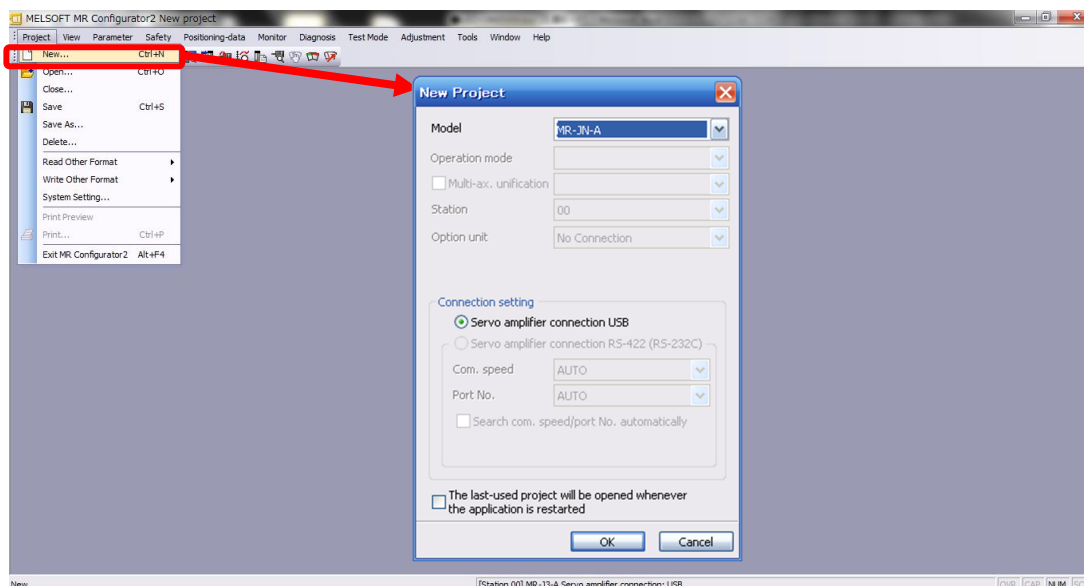 MELSOFT MR Configurator2 New project
Project View Parameter Safety Positioning-data Monitor Diagnosis Test Mode Adjustment Tools Window Help
New... Ctrl+N
Open... Ctrl+O
Close...
Save Ctrl+S
Save As...
Delete...
Read Other Format
Write Other Format
System Setting...
Print Preview
Print... Ctrl+P
Exit MR Configurator2 Alt+F4
New Project
Model MR-JN-A
Operation mode
Multi-ax. unification
Station 00
Option unit No Connection
Connection setting
Servo amplifier connection USB
Servo amplifier connection RS-422 (RS-232C)
Com. speed AUTO
Port No. AUTO
Search com. speed/port No. automatically
The last-used project will be opened whenever
the application is restarted
OK Cancel
New [Station 00] MR-J3-A Servo amplifier connection: USB OVR CAP NUM SC